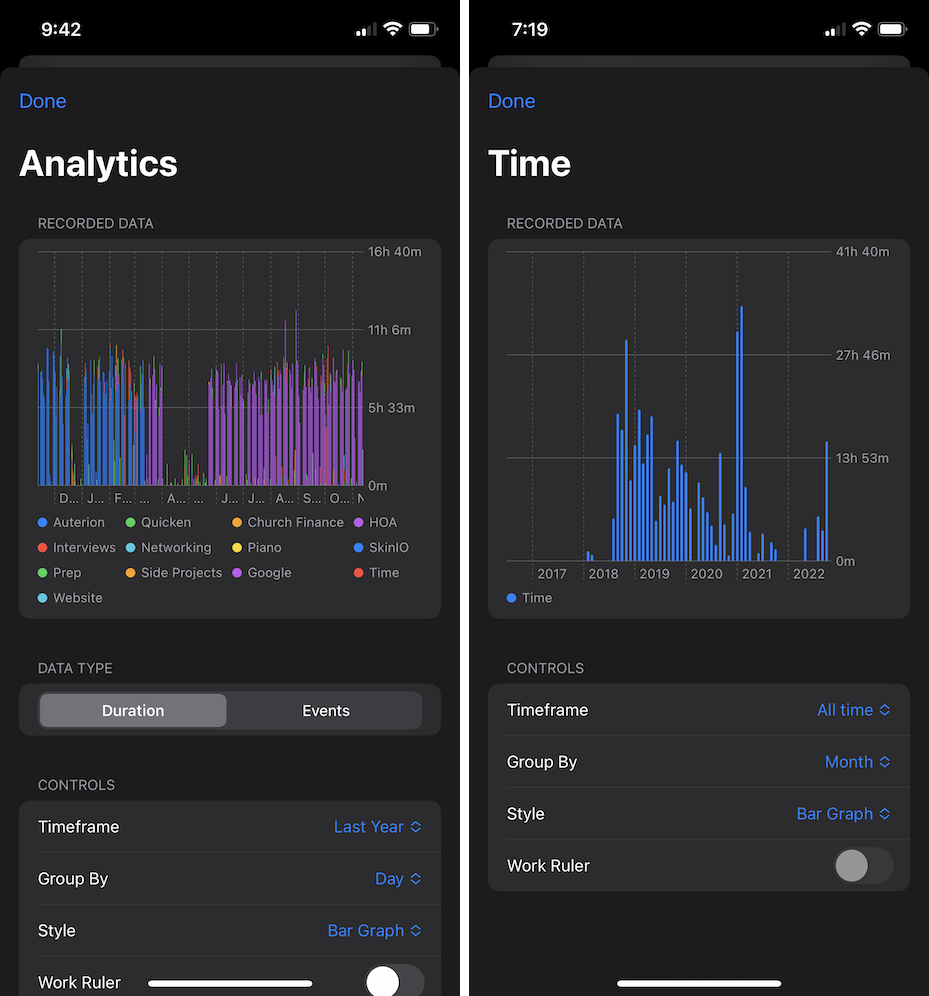 9:42
Done
Analytics
RECORDED DATA
16h 40m
11h 6m
5h 33m
0m
D... J... F... ... A... ... J... J... A... S... O... N
Auterion Quicken Church Finance HOA
Interviews Networking Piano SkinIO
Prep Side Projects Google Time
Website
DATA TYPE
Duration Events
CONTROLS
Timeframe Last Year
Group By Day
Style Bar Graph
Work Ruler
7:19
Done
Time
RECORDED DATA
41h 40m
27h 46m
13h 53m
0m
2017 2018 2019 2020 2021 2022
Time
CONTROLS
Timeframe All time
Group By Month
Style Bar Graph
Work Ruler